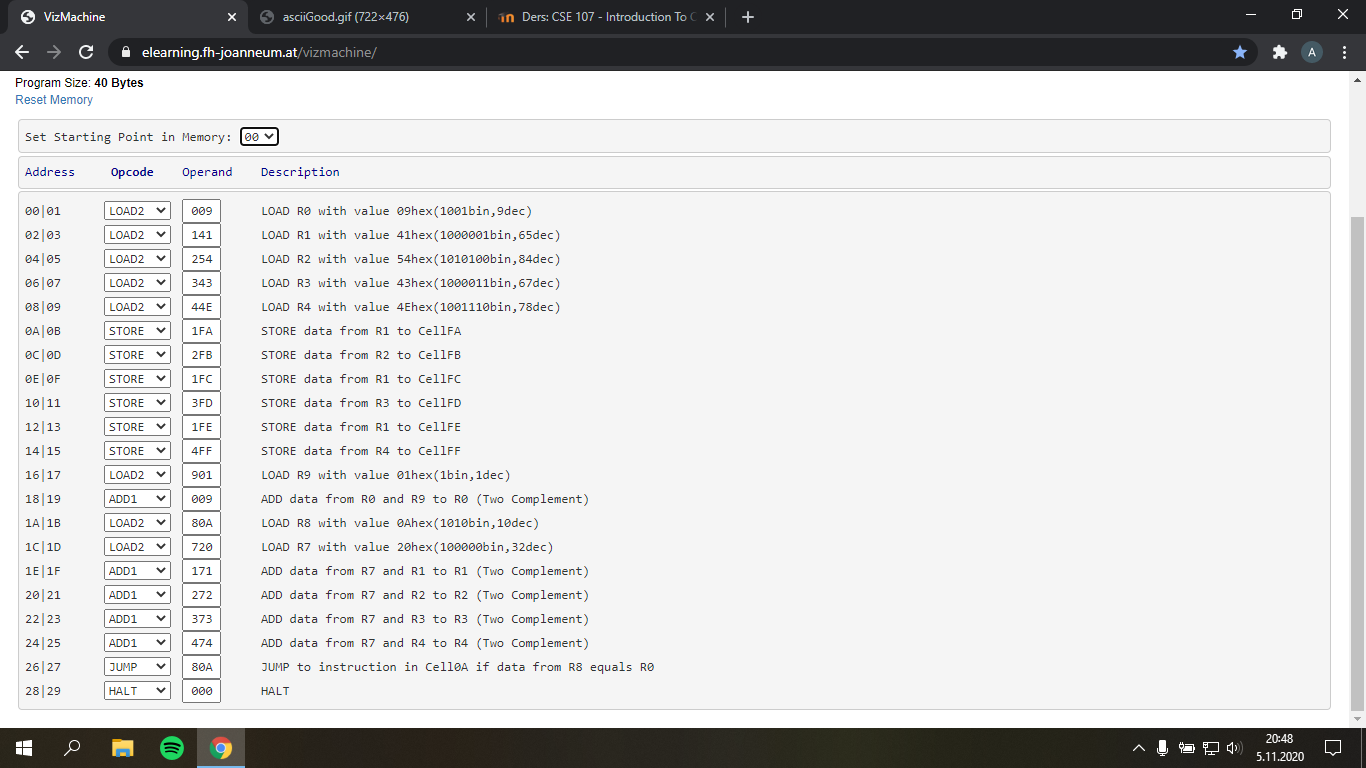 VizMachine
asciiGood.gif (722×476)
Ders: CSE 107 - Introduction To C
elearning.fh-joanneum.at/vizmachine/
A
Program Size: 40 Bytes
Reset Memory
Set Starting Point in Memory: 00
Address Opcode Operand Description
00|01 LOAD2 009 LOAD R0 with value 09hex(1001bin,9dec)
02|03 LOAD2 141 LOAD R1 with value 41hex(1000001bin,65dec)
04|05 LOAD2 254 LOAD R2 with value 54hex(1010100bin,84dec)
06|07 LOAD2 343 LOAD R3 with value 43hex(1000011bin,67dec)
08|09 LOAD2 44E LOAD R4 with value 4Ehex(1001110bin,78dec)
0A|0B STORE 1FA STORE data from R1 to CellFA
0C|0D STORE 2FB STORE data from R2 to CellFB
0E|0F STORE 1FC STORE data from R1 to CellFC
10|11 STORE 3FD STORE data from R3 to CellFD
12|13 STORE 1FE STORE data from R1 to CellFE
14|15 STORE 4FF STORE data from R4 to CellFF
16|17 LOAD2 901 LOAD R9 with value 01hex(1bin,1dec)
18|19 ADD1 009 ADD data from R0 and R9 to R0 (Two Complement)
1A|1B LOAD2 80A LOAD R8 with value 0Ahex(1010bin,10dec)
1C|1D LOAD2 720 LOAD R7 with value 20hex(100000bin,32dec)
1E|1F ADD1 171 ADD data from R7 and R1 to R1 (Two Complement)
20|21 ADD1 272 ADD data from R7 and R2 to R2 (Two Complement)
22|23 ADD1 373 ADD data from R7 and R3 to R3 (Two Complement)
24|25 ADD1 474 ADD data from R7 and R4 to R4 (Two Complement)
26|27 JUMP 80A JUMP to instruction in Cell0A if data from R8 equals R0
28|29 HALT 000 HALT
20:48
5.11.2020